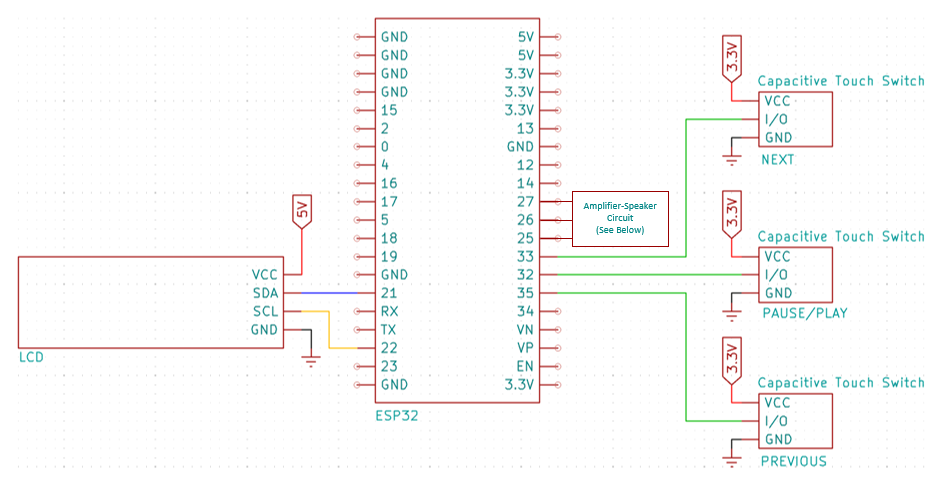 GND
GND
GND
GND
15
2
0
4
16
17
5
18
19
GND
21
RX
TX
22
23
GND
5V
5V
3.3V
3.3V
3.3V
13
GND
12
14
27
26
25
33
32
35
34
VN
VP
EN
3.3V
ESP32
5V
VCC
SDA
SCL
GND
LCD
Amplifier-Speaker
Circuit
(See Below)
3.3V
Capacitive Touch Switch
VCC
I/O
GND
NEXT
3.3V
Capacitive Touch Switch
VCC
I/O
GND
PAUSE/PLAY
3.3V
Capacitive Touch Switch
VCC
I/O
GND
PREVIOUS